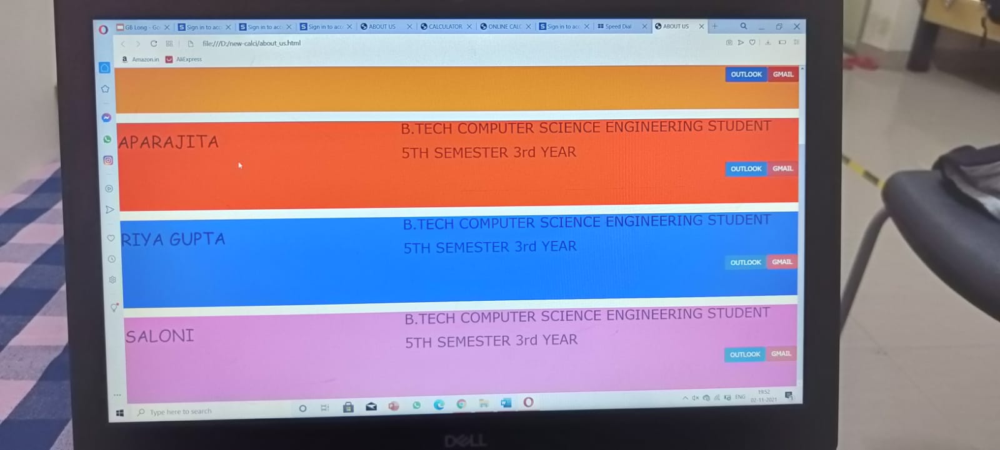 GB Long - Go
Sign in to acc
Sign in to acc
Sign in to acc
ABOUT US
CALCULATOR
ONLINE CALC
Sign in to acc
Speed Dial
ABOUT US
file:///D:/new-calci/about_us.html
Amazon.in
AliExpress
OUTLOOK GMAIL
APARAJITA
B.TECH COMPUTER SCIENCE ENGINEERING STUDENT
5TH SEMESTER 3rd YEAR
OUTLOOK GMAIL
RIYA GUPTA
B.TECH COMPUTER SCIENCE ENGINEERING STUDENT
5TH SEMESTER 3rd YEAR
OUTLOOK GMAIL
SALONI
B.TECH COMPUTER SCIENCE ENGINEERING STUDENT
5TH SEMESTER 3rd YEAR
OUTLOOK GMAIL
Type here to search
ENG
19:52
02-11-2021
DELL